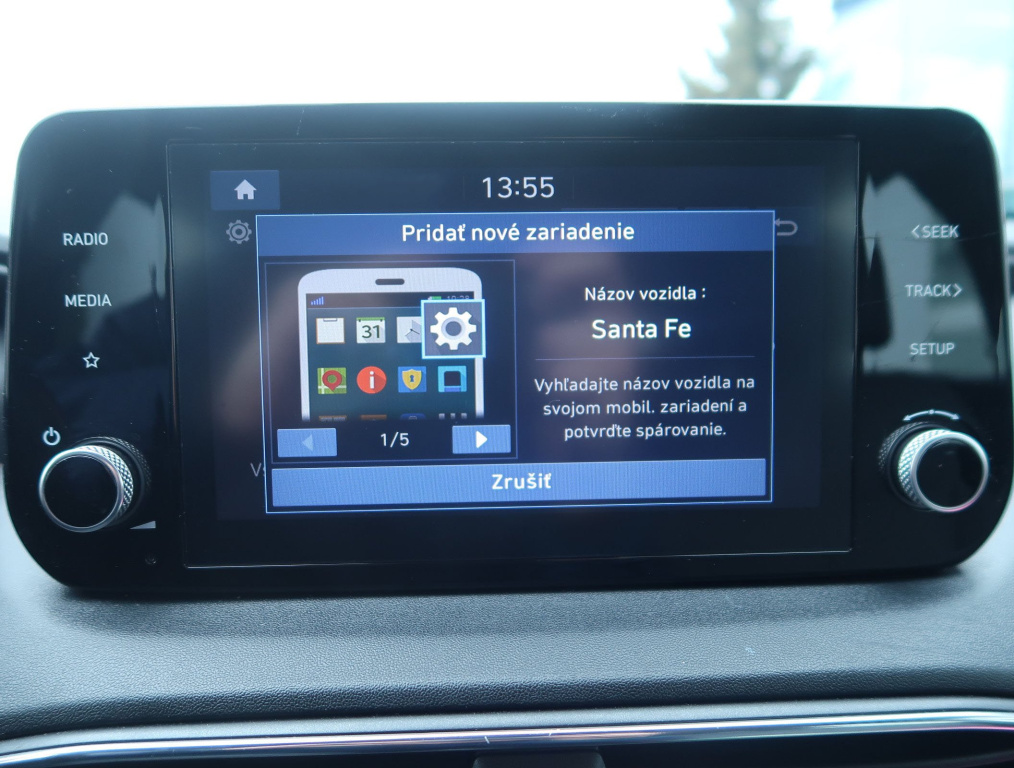 13:55
Pridať nové zariadenie
RADIO
MEDIA
<SEEK
TRACK>
SETUP
31
Názov vozidla :
Santa Fe
Vyhľadajte názov vozidla na
svojom mobil. zariadení a
potvrďte spárovanie.
1/5
Zrušiť